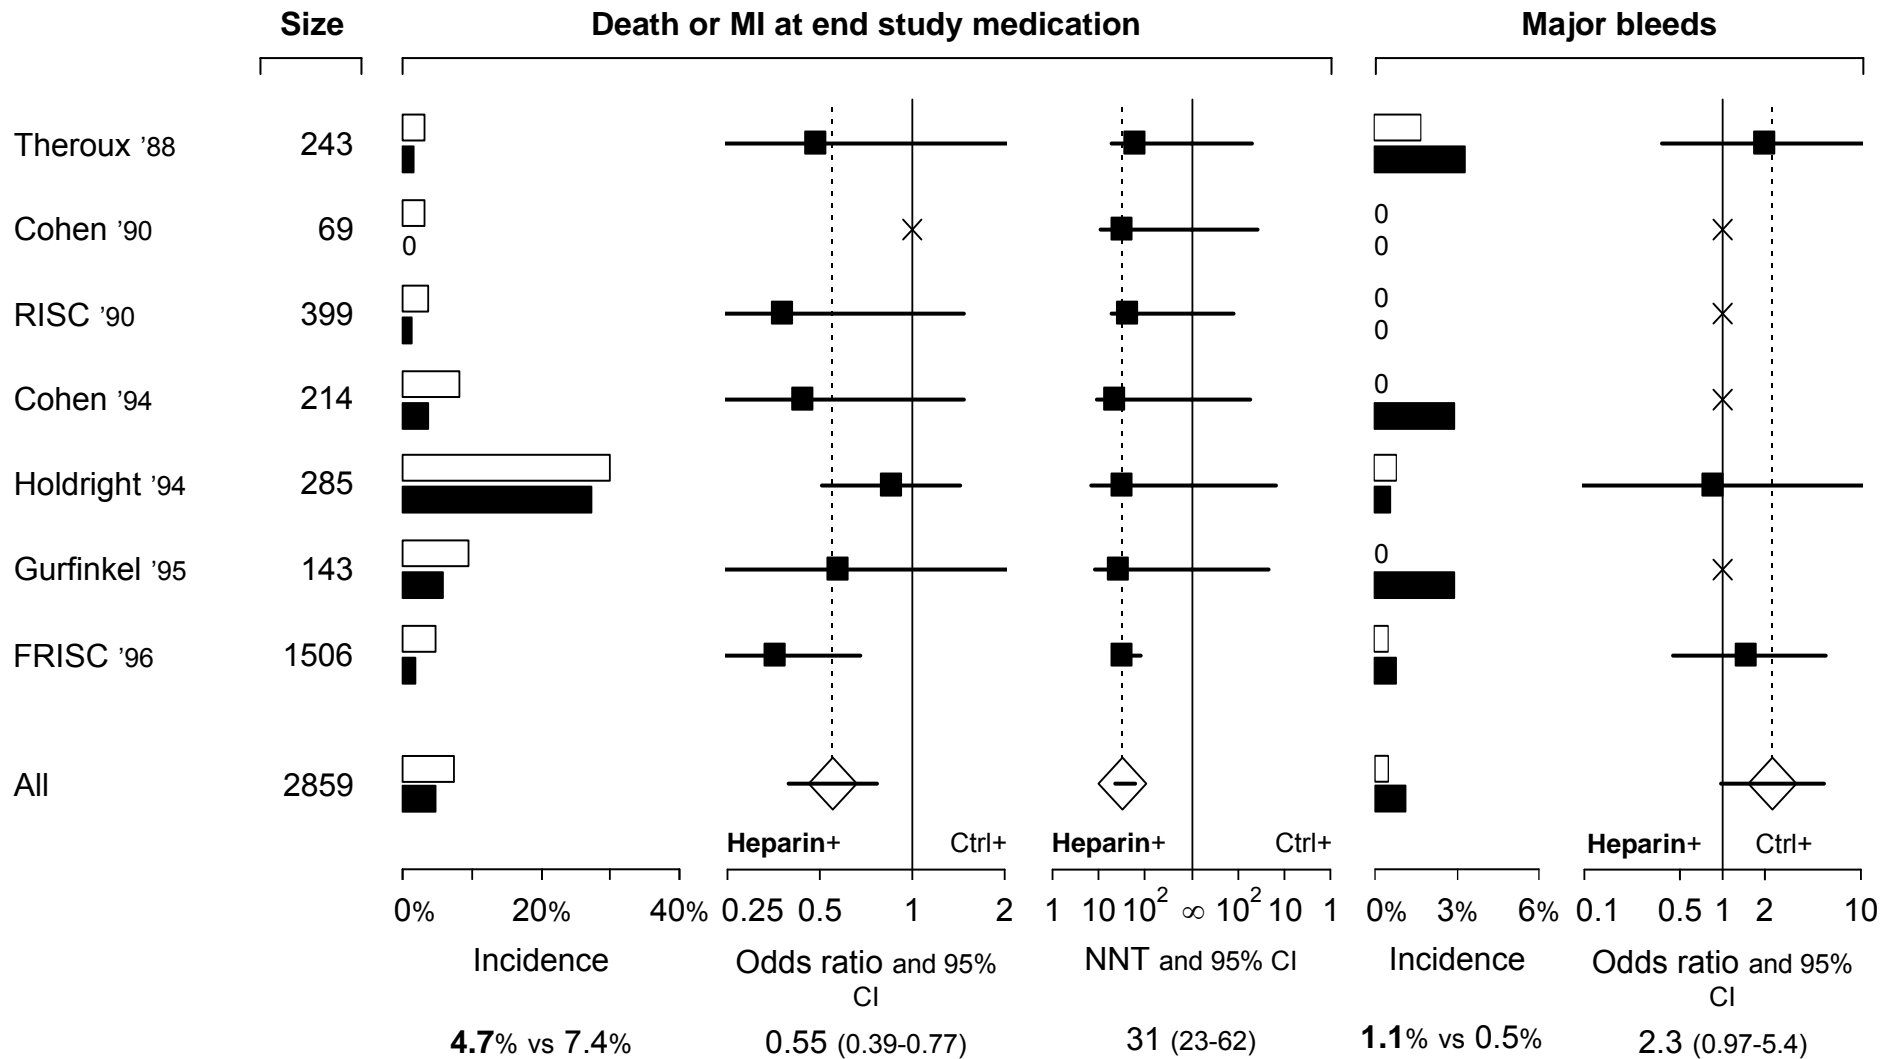 Size Death or MI at end study medication Major bleeds
Theroux ’88 243
Cohen ’90 69 0 0 0
RISC ’90 399 0 0
Cohen ’94 214 0
Holdright ’94 285
Gurfinkel ’95 143 0
FRISC ’96 1506
All 2859
Heparin+ Ctrl+ Heparin+ Ctrl+ Heparin+ Ctrl+
0% 20% 40% 0.25 0.5 1 2 1 10 10² ∞ 10² 10 1 0% 3% 6% 0.1 0.5 1 2 10
Incidence Odds ratio and 95% CI NNT and 95% CI Incidence Odds ratio and 95% CI
4.7% vs 7.4% 0.55 (0.39-0.77) 31 (23-62) 1.1% vs 0.5% 2.3 (0.97-5.4)